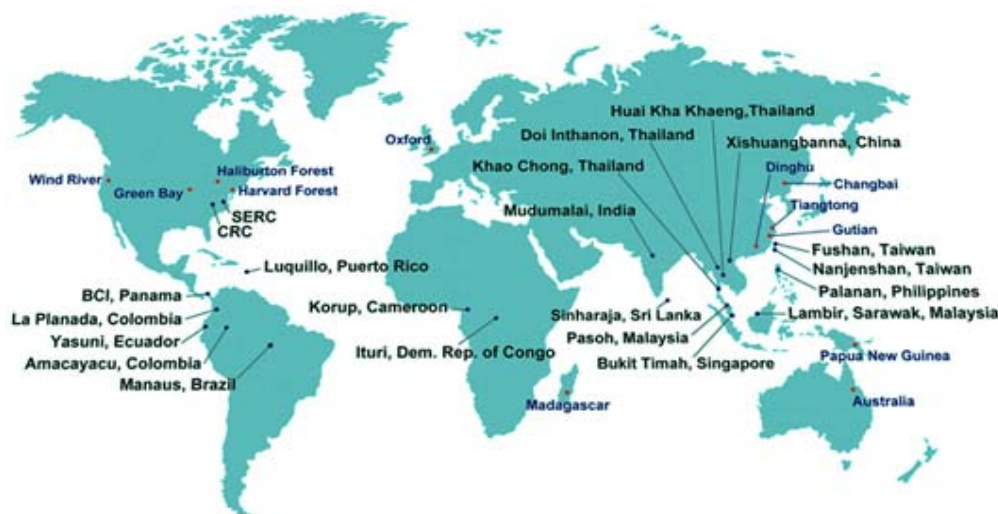 Huai Kha Khaeng,Thailand
Doi Inthanon, Thailand
Xishuangbanna, China
Oxford
Khao Chong, Thailand
Dinghu
Haliburton Forest
Wind River
Green Bay
Harvard Forest
Changbai
SERC
CRC
Mudumalai, India
Tiangtong
Gutian
Fushan, Taiwan
Luquillo, Puerto Rico
Nanjenshan, Taiwan
BCI, Panama
Palanan, Philippines
La Planada, Colombia
Korup, Cameroon
Sinharaja, Sri Lanka
Lambir, Sarawak, Malaysia
Yasuni, Ecuador
Pasoh, Malaysia
Ituri, Dem. Rep. of Congo
Amacayacu, Colombia
Bukit Timah, Singapore
Papua New Guinea
Manaus, Brazil
Madagascar
Australia